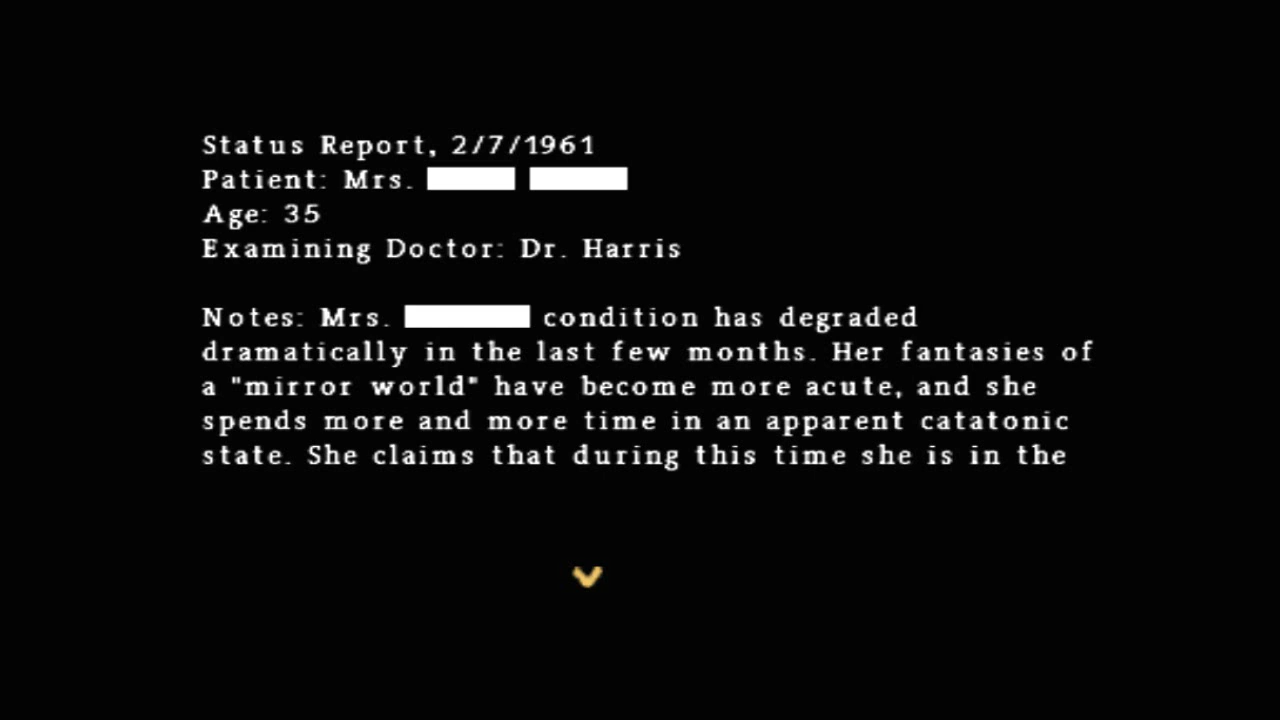 Status Report, 2/7/1961
Patient: Mrs.
Age: 35
Examining Doctor: Dr. Harris
Notes: Mrs. condition has degraded
dramatically in the last few months. Her fantasies of
a "mirror world" have become more acute, and she
spends more and more time in an apparent catatonic
state. She claims that during this time she is in the